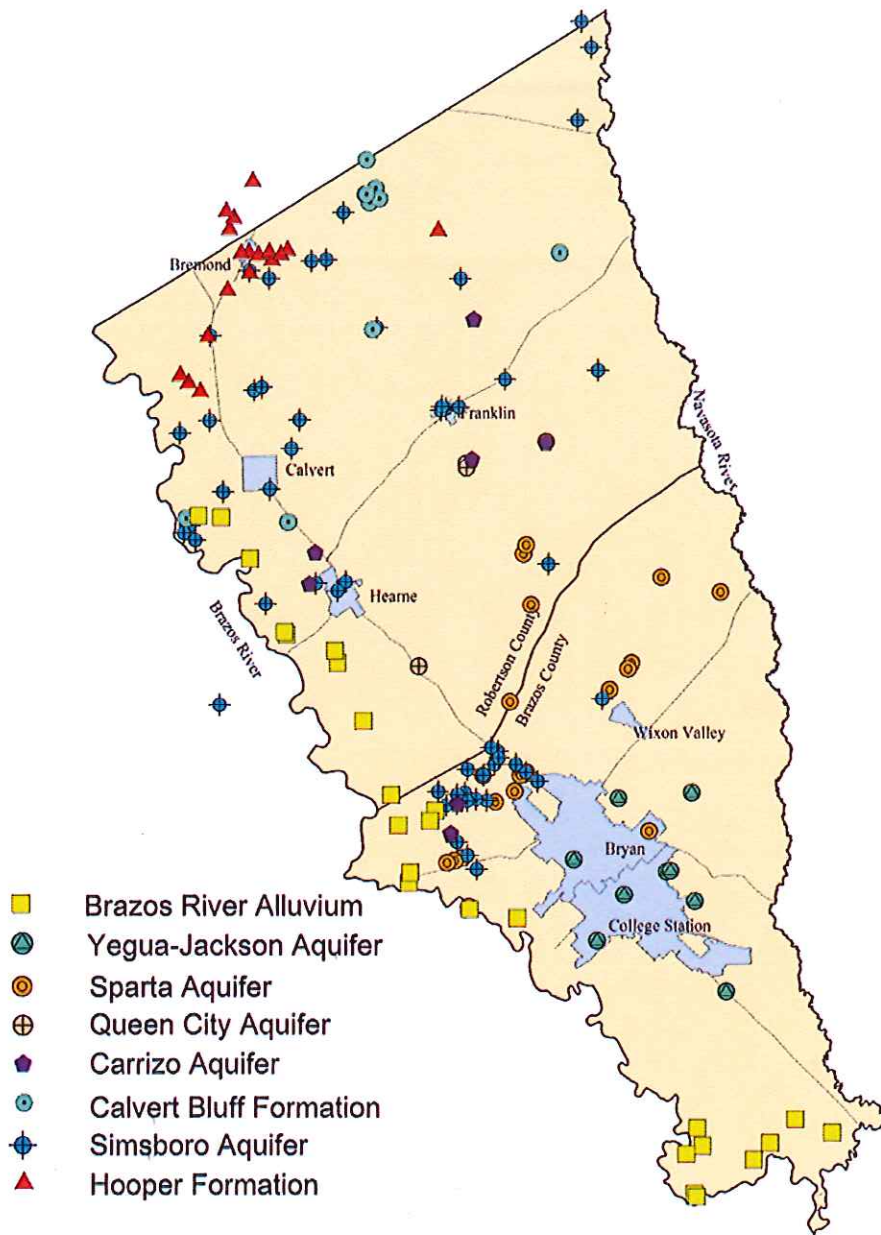 Bremond
Franklin
Calvert
Navasota River
Hearne
Brazos River
Robertson County
Brazos County
Wixon Valley
Bryan
College Station
Brazos River Alluvium
Yegua-Jackson Aquifer
Sparta Aquifer
Queen City Aquifer
Carrizo Aquifer
Calvert Bluff Formation
Simsboro Aquifer
Hooper Formation